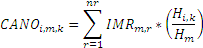 CANO_{i,m,k} = \sum_{r=1}^{nr} IMR_{m,r} * \left(\frac{H_{i,k}}{H_m}\right)